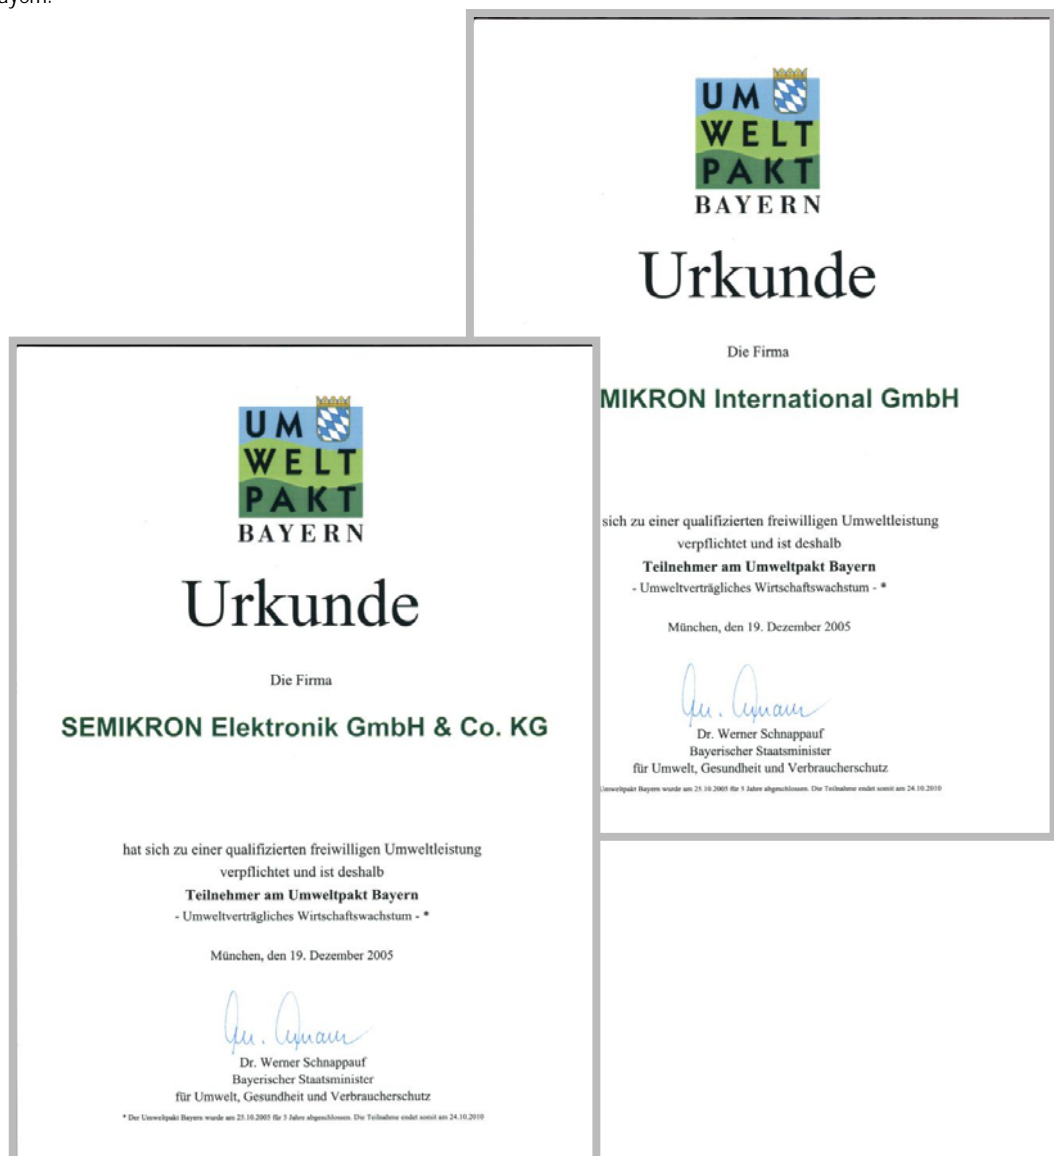 ayern.
UM
WELT
PAKT
BAYERN
Urkunde
Die Firma
MIKRON International GmbH
sich zu einer qualifizierten freiwilligen Umweltleistung
verpflichtet und ist deshalb
Teilnehmer am Umweltpakt Bayern
- Umweltverträgliches Wirtschaftswachstum - *
München, den 19. Dezember 2005
Dr. Werner Schnappauf
Bayerischer Staatsminister
für Umwelt, Gesundheit und Verbraucherschutz
Umweltpakt Bayern wurde am 25.10.2005 für 5 Jahre abgeschlossen. Die Teilnahme endet somit am 24.10.2010
UM
WELT
PAKT
BAYERN
Urkunde
Die Firma
SEMIKRON Elektronik GmbH & Co. KG
hat sich zu einer qualifizierten freiwilligen Umweltleistung
verpflichtet und ist deshalb
Teilnehmer am Umweltpakt Bayern
- Umweltverträgliches Wirtschaftswachstum - *
München, den 19. Dezember 2005
Dr. Werner Schnappauf
Bayerischer Staatsminister
für Umwelt, Gesundheit und Verbraucherschutz
* Der Umweltpakt Bayern wurde am 25.10.2005 für 5 Jahre abgeschlossen. Die Teilnahme endet somit am 24.10.2010